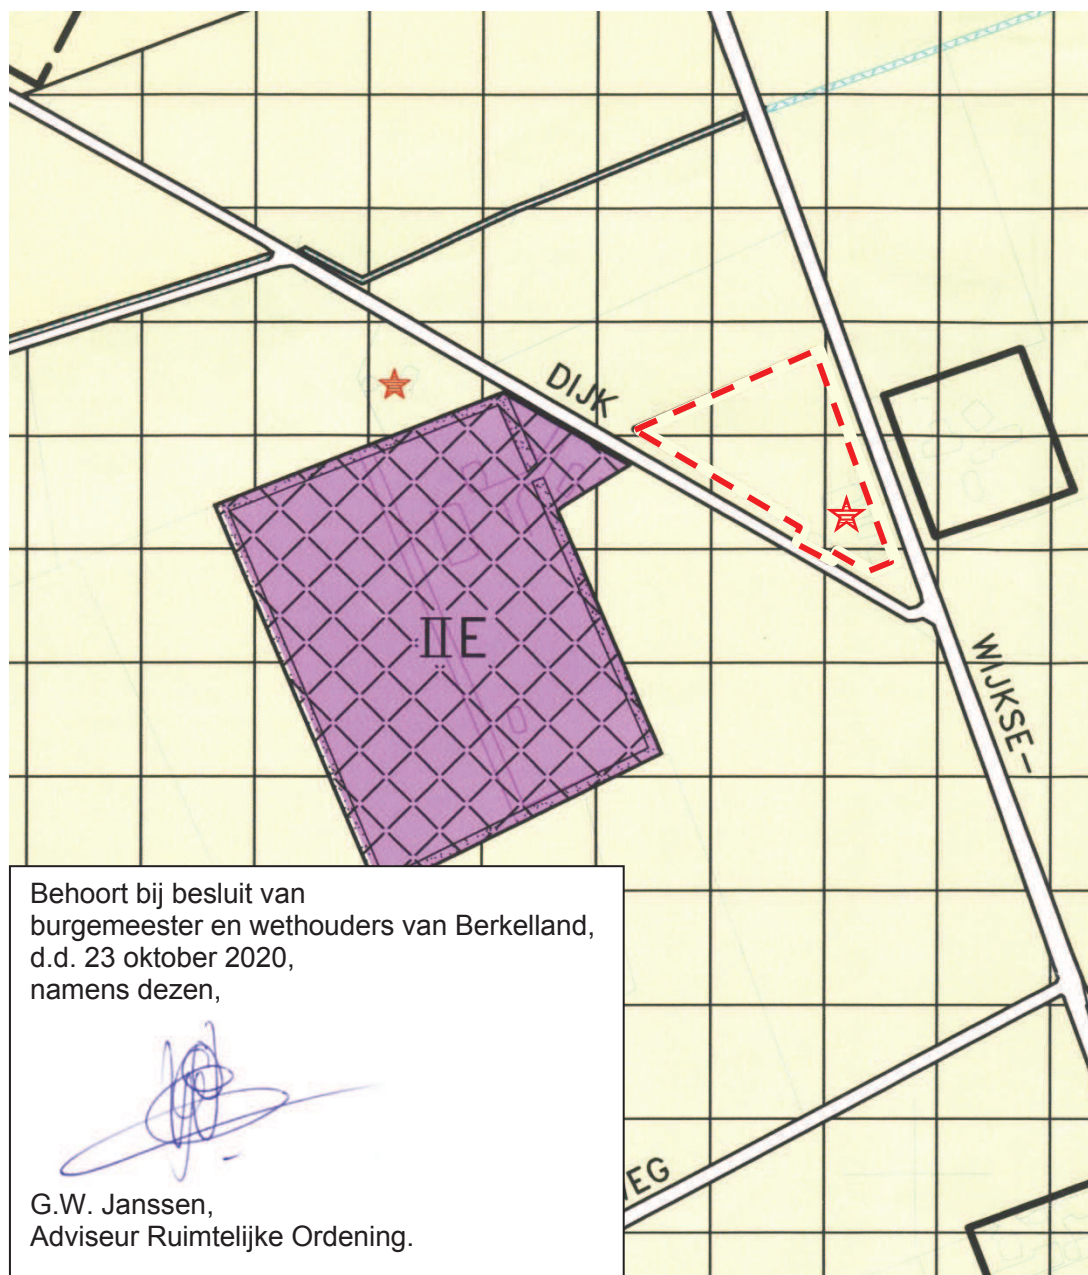 DIJK
IIE
WIJKSE-
Behoort bij besluit van
burgemeester en wethouders van Berkelland,
d.d. 23 oktober 2020,
namens dezen,
G.W. Janssen,
Adviseur Ruimtelijke Ordening.